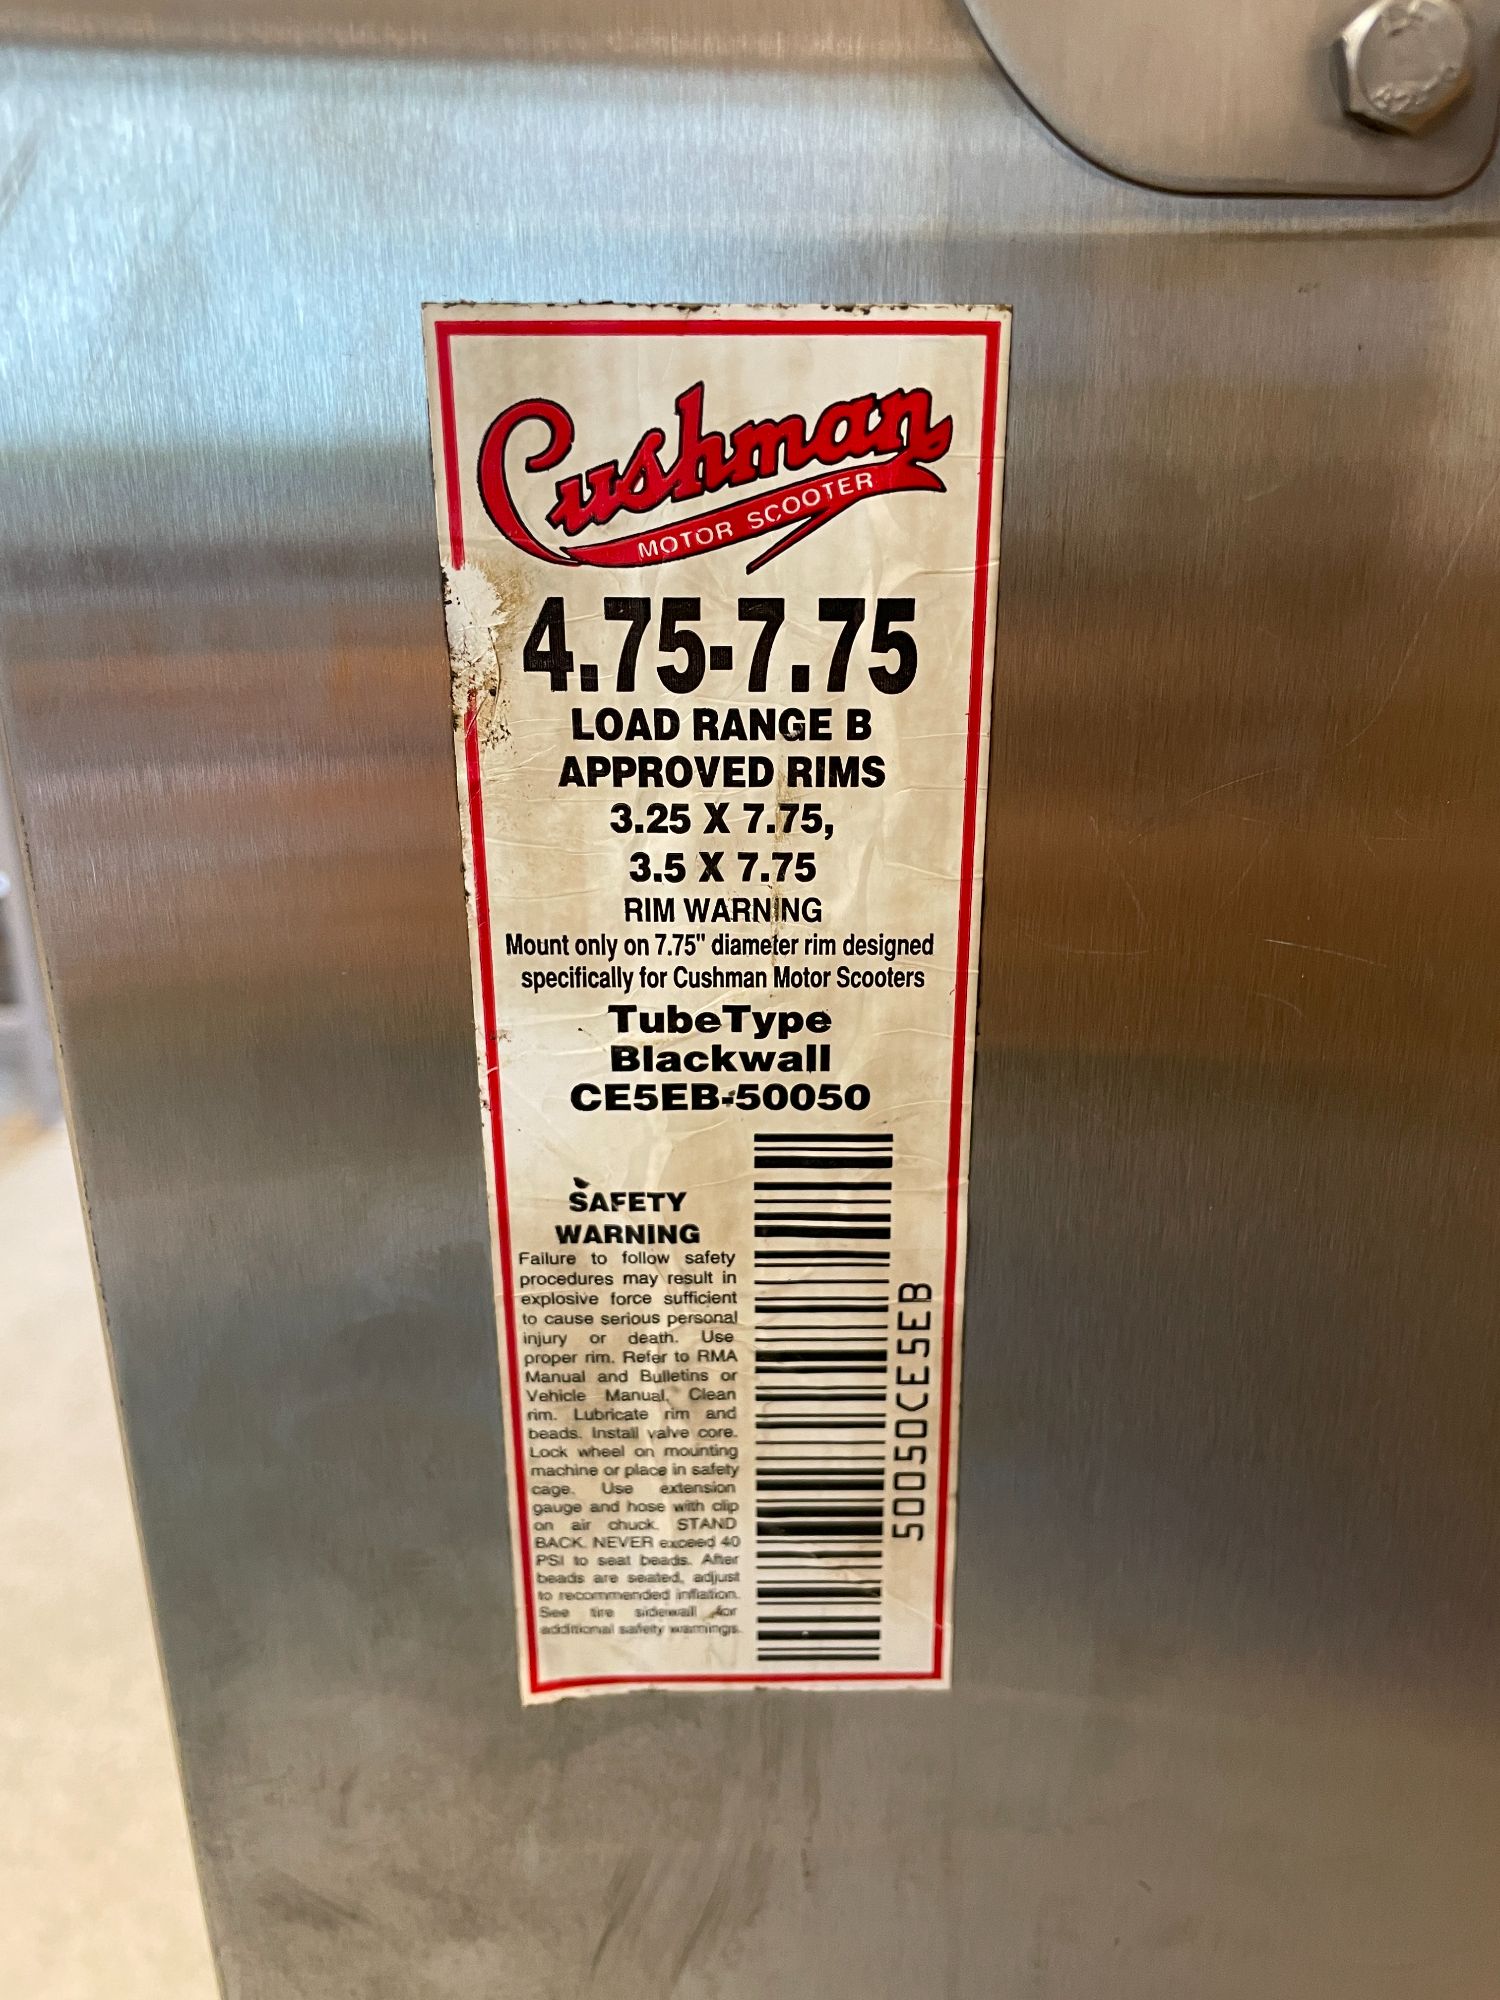 Cushman
MOTOR SCOOTER
4.75-7.75
LOAD RANGE B
APPROVED RIMS
3.25 X 7.75,
3.5 X 7.75
RIM WARNING
Mount only on 7.75" diameter rim designed
specifically for Cushman Motor Scooters
TubeType
Blackwall
CE5EB-50050
SAFETY
WARNING
Failure to follow safety
procedures may result in
explosive force sufficient
to cause serious personal
injury or death. Use
proper rim. Refer to RMA
Manual and Bulletins or
Vehicle Manual. Clean
rim. Lubricate rim and
beads. Install valve core.
Lock wheel on mounting
machine or place in safety
cage. Use extension
gauge and hose with clip
on air chuck. STAND
BACK. NEVER exceed 40
PSI to seat beads. After
beads are seated, adjust
to recommended inflation.
See tire sidewall for
additional safety warnings.
50050CE5EB